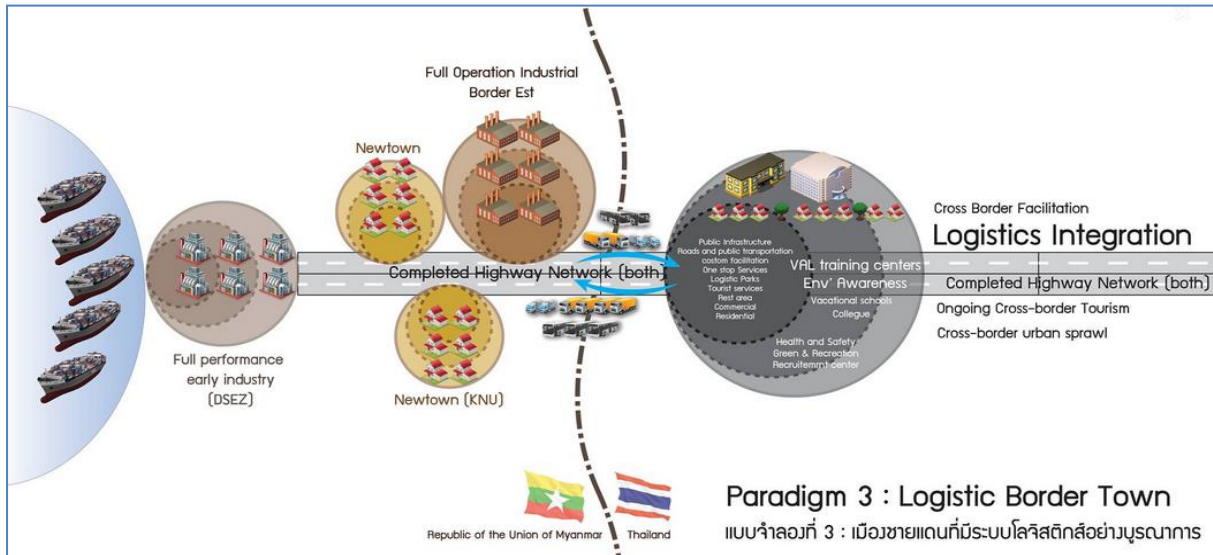 Full Operation Industrial
Border Est
Newtown
Full performance
early industry
(DSEZ)
Completed Highway Network (both)
Newtown (KNU)
Public Infrastructure
Roads and public transportation
costom facilitation
One stop Services
Logistic Parks
Tourist services
Rest area
Commercial
Residential
VAL training centers
Env' Awareness
Vacational schools
Collegue
Health and Safety
Green & Recreation
Recruitemrnt center
Cross Border Facilitation
Logistics Integration
Completed Highway Network (both)
Ongoing Cross-border Tourism
Cross-border urban sprawl
Republic of the Union of Myanmar
Thailand
Paradigm 3 : Logistic Border Town
แบบจำลองที่ 3 : เมืองชายแดนที่มีระบบโลจิสติกส์อย่างบูรณาการ